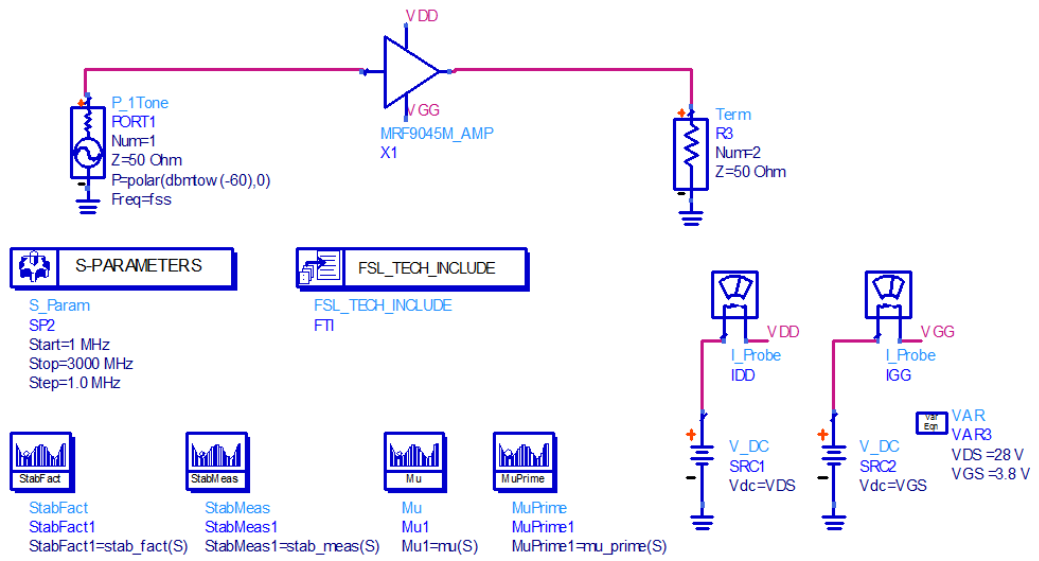 VDD
P_1Tone
PORT1
Num=1
Z=50 Ohm
P=polar(dbmtow (-60),0)
Freq=fss
VGG
MRF9045M_AMP
X1
Term
R3
Num=2
Z=50 Ohm
S-PARAMETERS
S_Param
SP2
Start=1 MHz
Stop=3000 MHz
Step=1.0 MHz
FSL_TECH_INCLUDE
FSL_TECH_INCLUDE
FTI
VDD
I_Probe
IDD
VGG
I_Probe
IGG
V_DC
SRC1
Vdc=VDS
V_DC
SRC2
Vdc=VGS
Var
Eqn
VAR
VAR3
VDS =28 V
VGS =3.8 V
StabFact
StabFact
StabFact1
StabFact1=stab_fact(S)
StabMeas
StabMeas
StabMeas1
StabMeas1=stab_meas(S)
Mu
Mu
Mu1
Mu1=mu(S)
MuPrime
MuPrime
MuPrime1
MuPrime1=mu_prime(S)